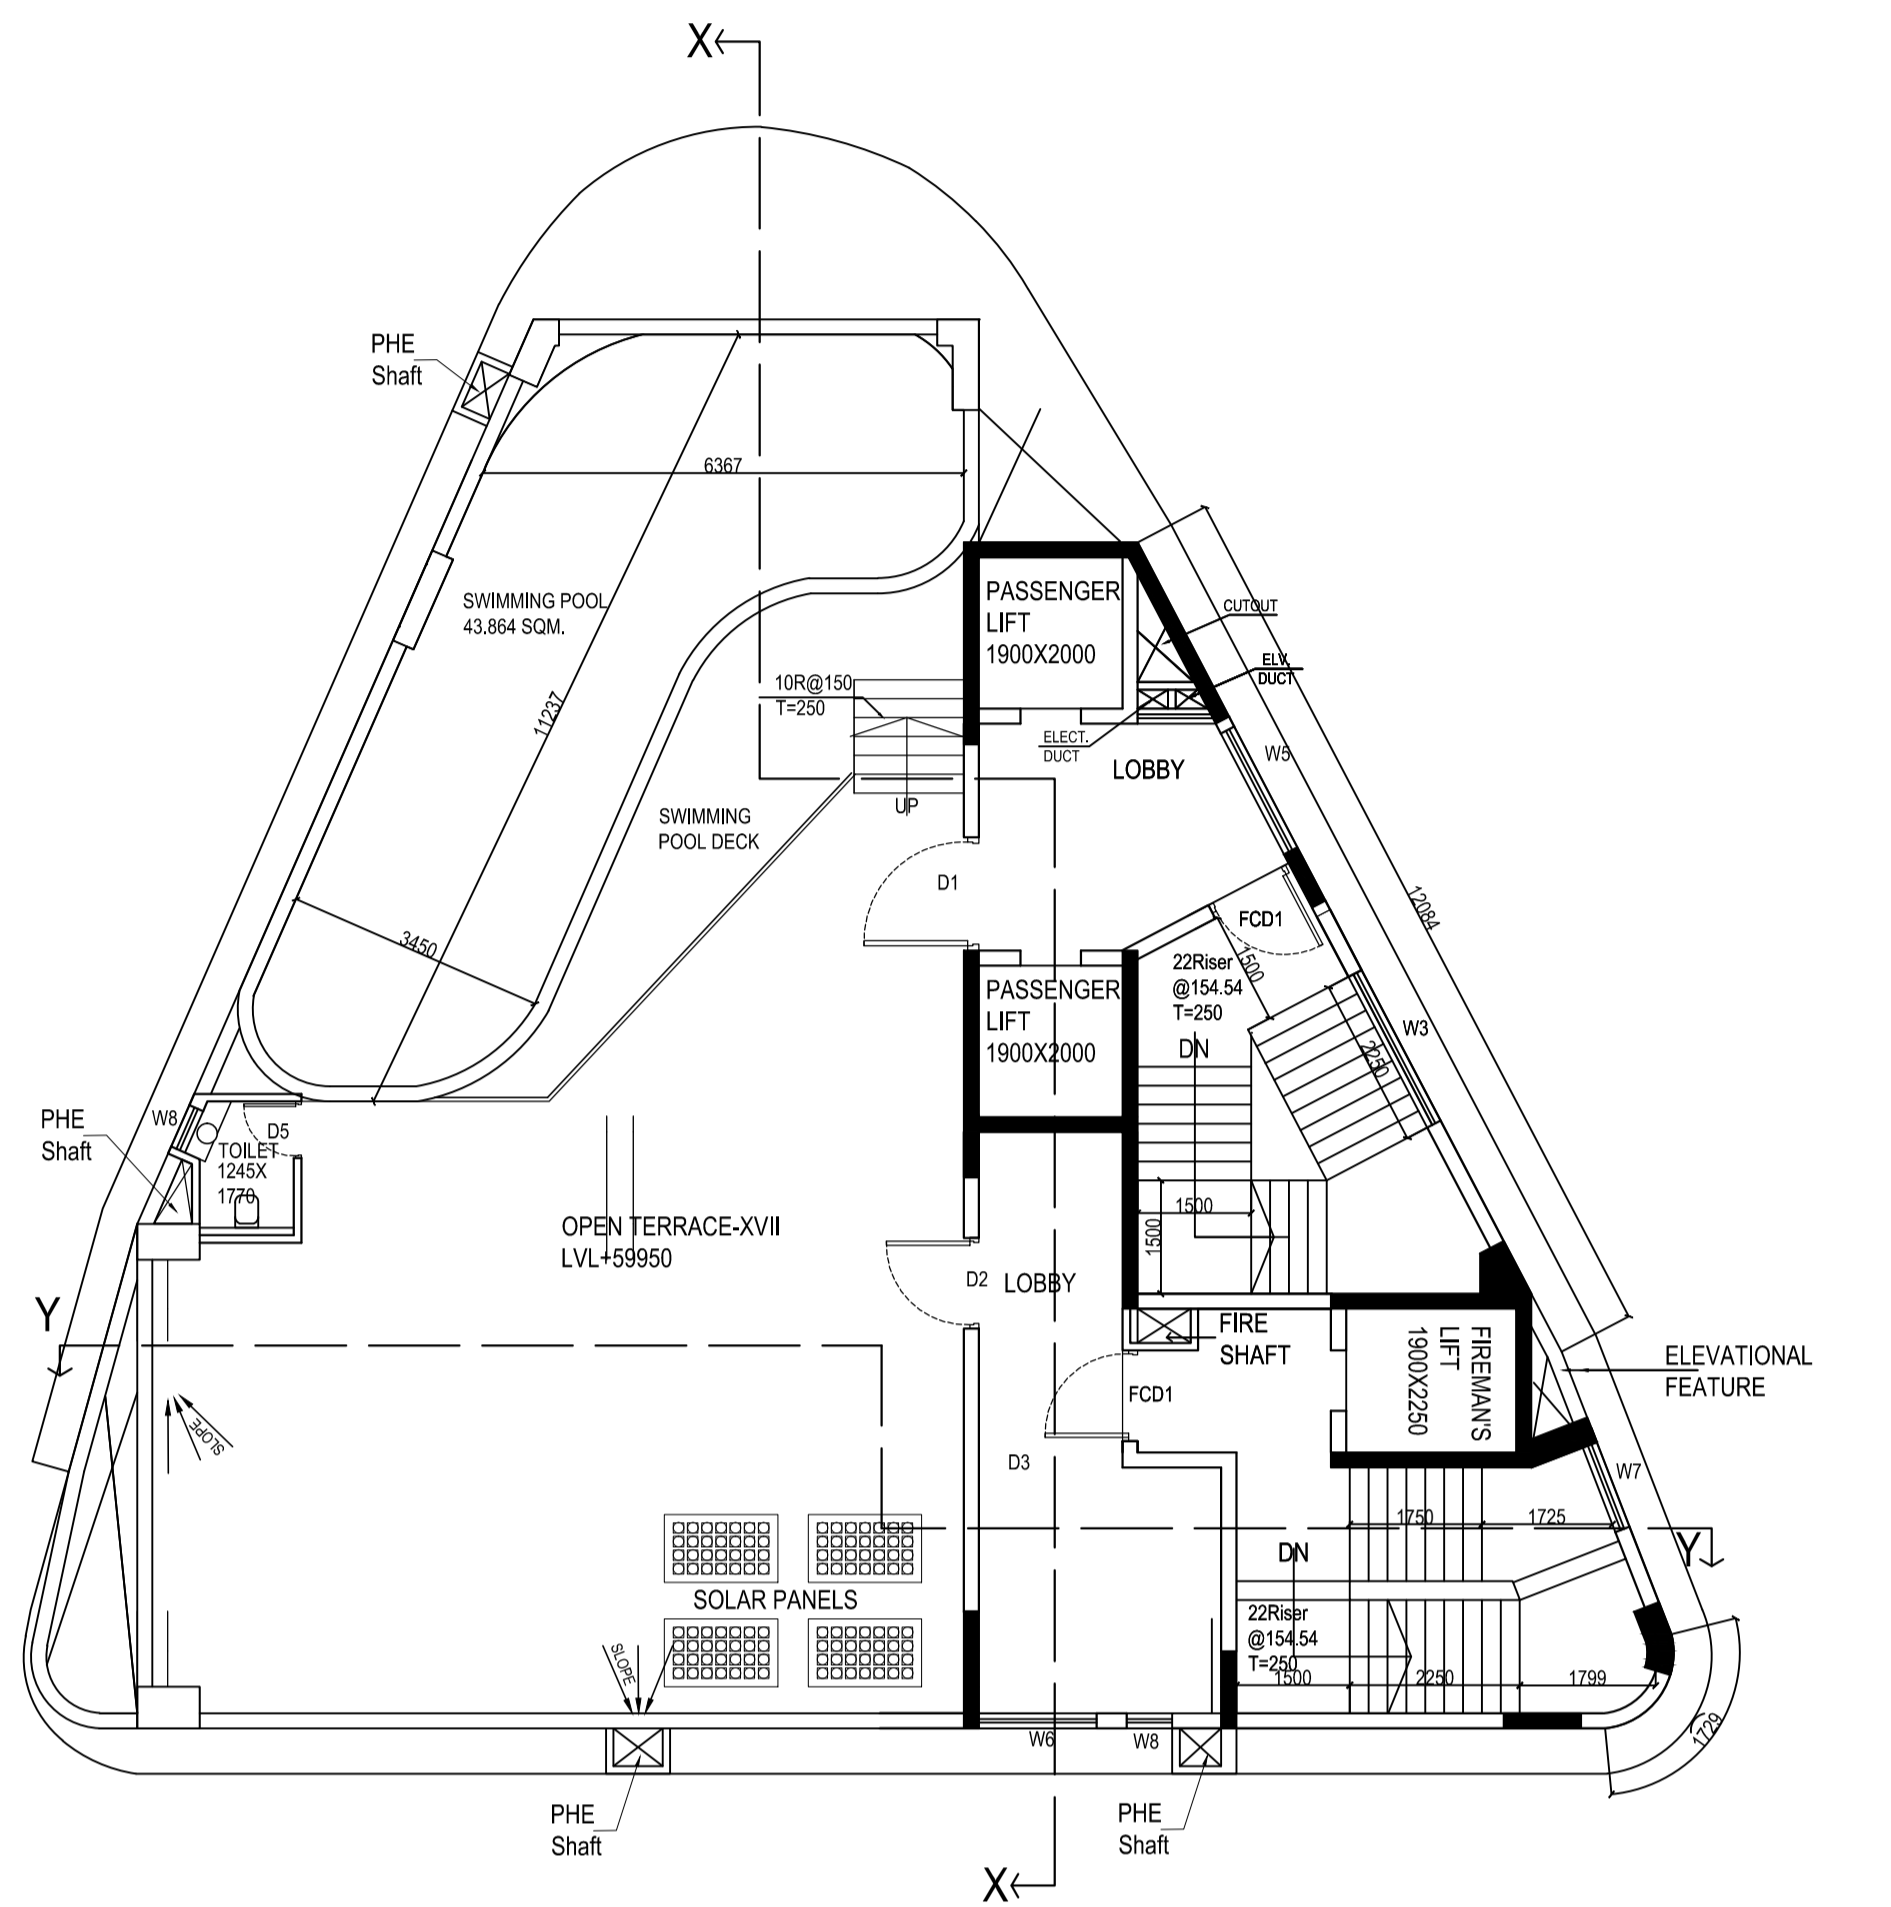 X
PHE
Shaft
6367
SWIMMING POOL
43.864 SQM.
11237
PASSENGER
LIFT
1900X2000
CUTOUT
ELV.
DUCT
10R@150
T=250
ELECT.
DUCT
LOBBY
W5
UP
SWIMMING
POOL DECK
D1
12084
FCD1
3450
22Riser
@154.54
T=250
1500
PASSENGER
LIFT
1900X2000
DN
W3
2250
PHE
Shaft
W8
D5
TOILET
1245X
1770
1500
1500
OPEN TERRACE-XVII
LVL+59950
D2
LOBBY
Y
FIRE
SHAFT
FIREMAN'S
LIFT
1900X2250
ELEVATIONAL
FEATURE
FCD1
SLOPE
D3
W7
1750
1725
DN
Y
SOLAR PANELS
22Riser
@154.54
T=250
SLOPE
1500
2250
1799
W6
W8
1729
PHE
Shaft
PHE
Shaft
X